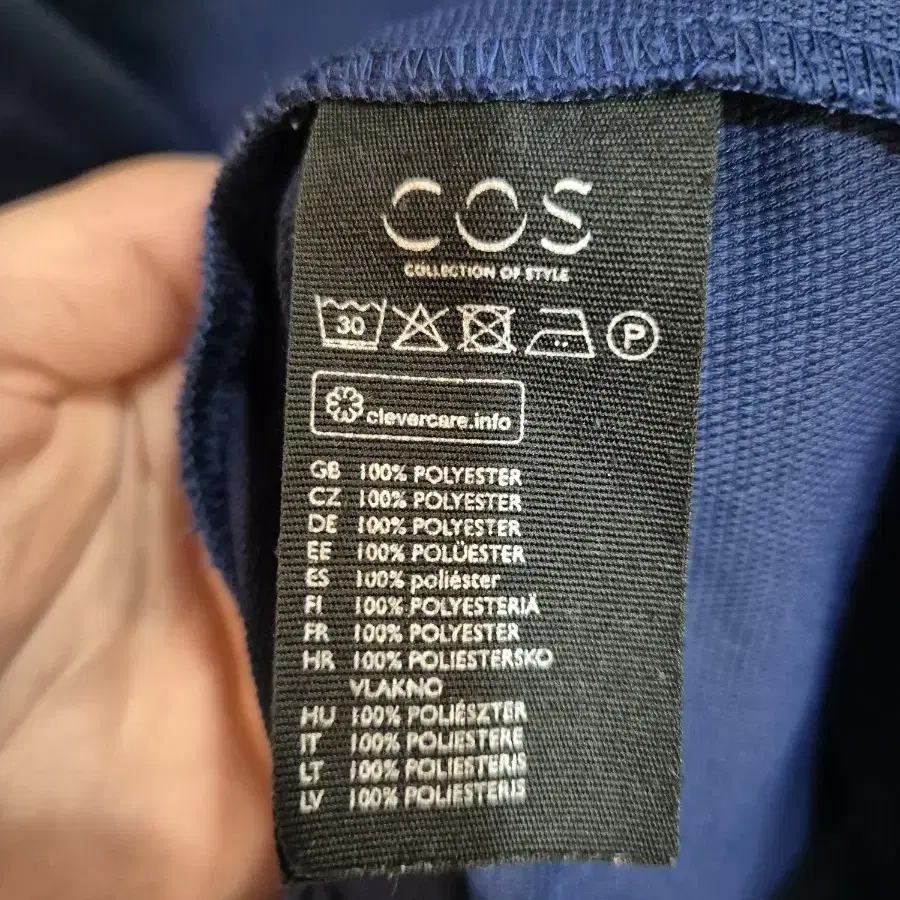 COS
COLLECTION OF STYLE
30 P
clevercare.info
GB 100% POLYESTER
CZ 100% POLYESTER
DE 100% POLYESTER
EE 100% POLÜESTER
ES 100% poliéster
FI 100% POLYESTERIÄ
FR 100% POLYESTER
HR 100% POLIESTERSKO
VLAKNO
HU 100% POLIÉSZTER
IT 100% POLIESTERE
LT 100% POLIESTERIS
LV 100% POLIESTERIS